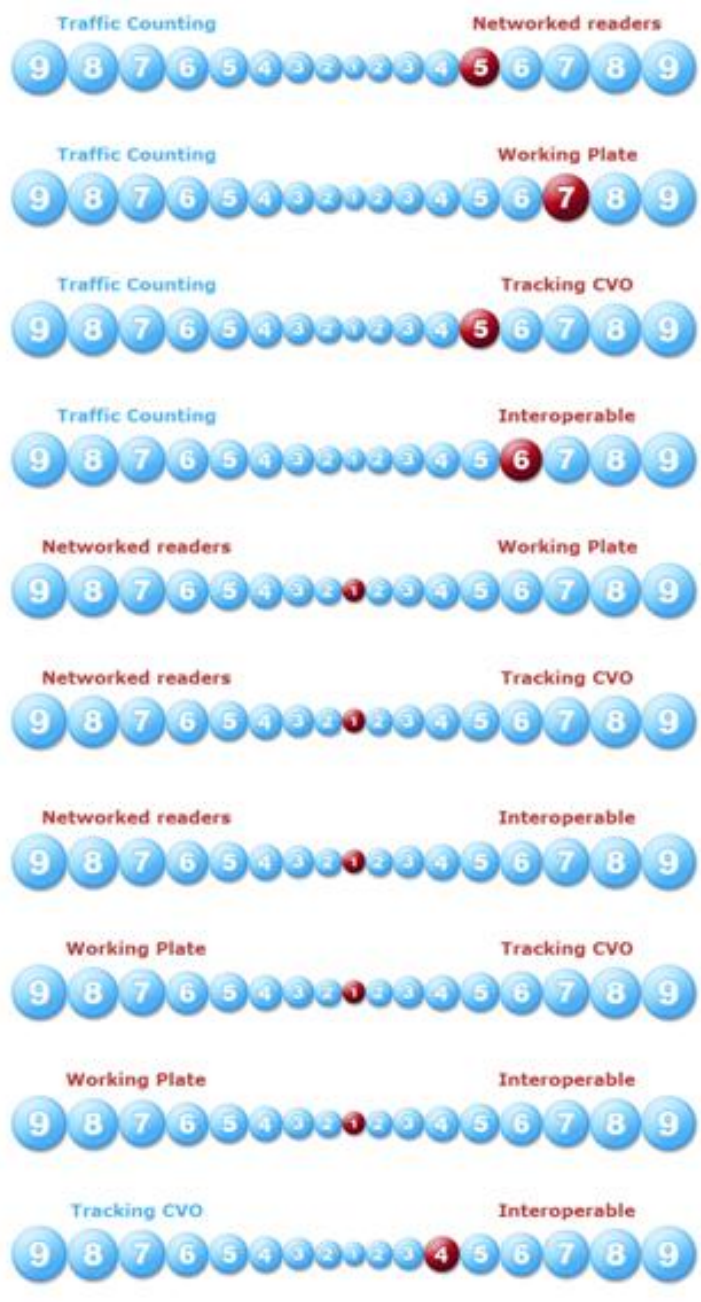 Traffic Counting Networked readers
9 8 7 6 5 4 3 2 1 2 3 4 5 6 7 8 9
Traffic Counting Working Plate
9 8 7 6 5 4 3 2 1 2 3 4 5 6 7 8 9
Traffic Counting Tracking CVO
9 8 7 6 5 4 3 2 1 2 3 4 5 6 7 8 9
Traffic Counting Interoperable
9 8 7 6 5 4 3 2 1 2 3 4 5 6 7 8 9
Networked readers Working Plate
9 8 7 6 5 4 3 2 1 2 3 4 5 6 7 8 9
Networked readers Tracking CVO
9 8 7 6 5 4 3 2 1 2 3 4 5 6 7 8 9
Networked readers Interoperable
9 8 7 6 5 4 3 2 1 2 3 4 5 6 7 8 9
Working Plate Tracking CVO
9 8 7 6 5 4 3 2 1 2 3 4 5 6 7 8 9
Working Plate Interoperable
9 8 7 6 5 4 3 2 1 2 3 4 5 6 7 8 9
Tracking CVO Interoperable
9 8 7 6 5 4 3 2 1 2 3 4 5 6 7 8 9